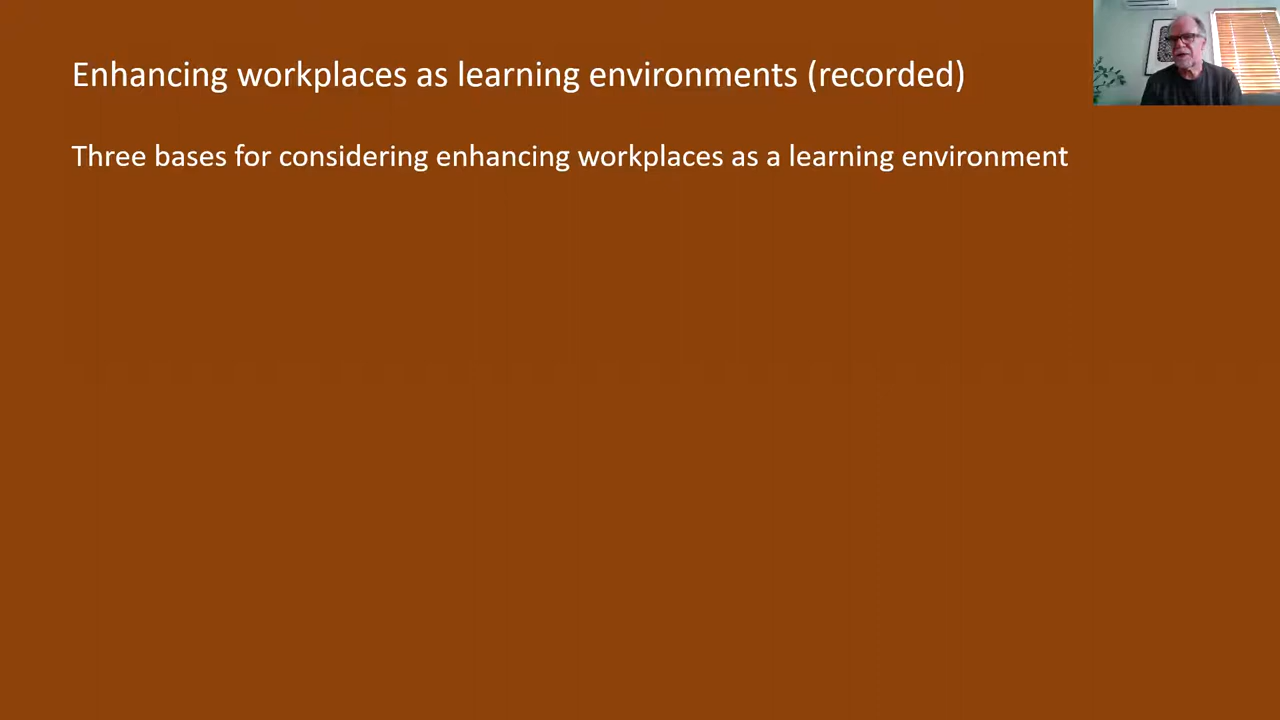 Enhancing workplaces as learning environments (recorded)
Three bases for considering enhancing workplaces as a learning environment